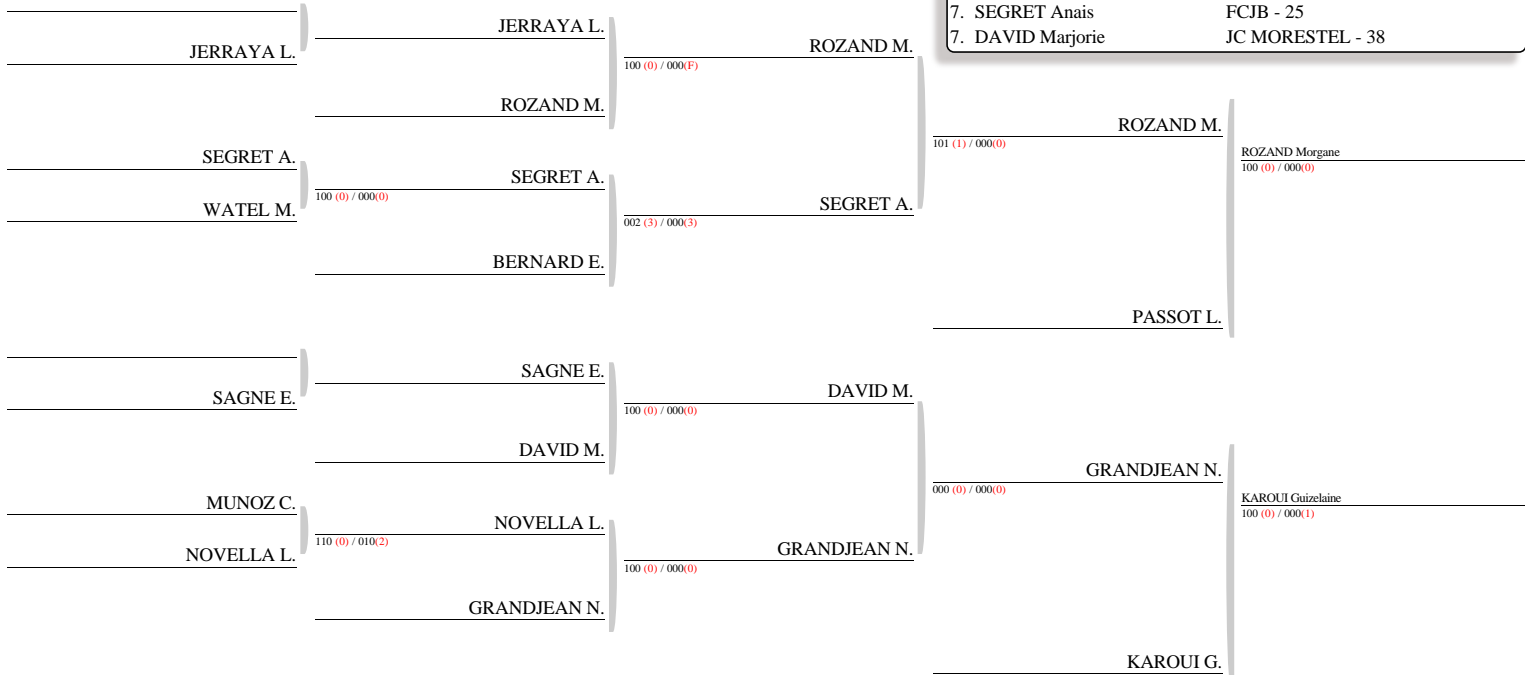 7. SEGRET Anais FCJB - 25
7. DAVID Marjorie JC MORESTEL - 38
JERRAYA L.
SEGRET A.
WATEL M.
SAGNE E.
MUNOZ C.
NOVELLA L.
JERRAYA L.
ROZAND M.
SEGRET A.
100 (0) / 000(0)
BERNARD E.
SAGNE E.
DAVID M.
NOVELLA L.
110 (0) / 010(2)
GRANDJEAN N.
ROZAND M.
100 (0) / 000(F)
SEGRET A.
002 (3) / 000(3)
DAVID M.
100 (0) / 000(0)
GRANDJEAN N.
100 (0) / 000(0)
ROZAND M.
101 (1) / 000(0)
PASSOT L.
GRANDJEAN N.
000 (0) / 000(0)
KAROUI G.
ROZAND Morgane
100 (0) / 000(0)
KAROUI Guizelaine
100 (0) / 000(1)